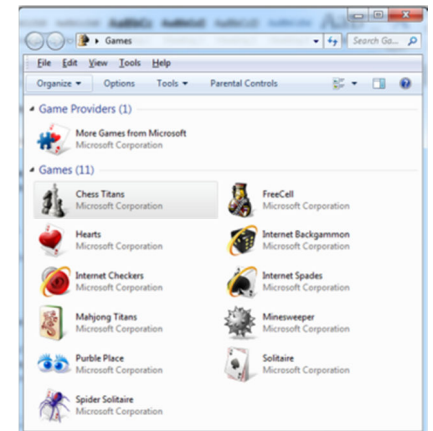 Games
Search Ga...
File Edit View Tools Help
Organize Options Tools Parental Controls
Game Providers (1)
More Games from Microsoft
Microsoft Corporation
Games (11)
Chess Titans
Microsoft Corporation
FreeCell
Microsoft Corporation
Hearts
Microsoft Corporation
Internet Backgammon
Microsoft Corporation
Internet Checkers
Microsoft Corporation
Internet Spades
Microsoft Corporation
Mahjong Titans
Microsoft Corporation
Minesweeper
Microsoft Corporation
Purble Place
Microsoft Corporation
Solitaire
Microsoft Corporation
Spider Solitaire
Microsoft Corporation